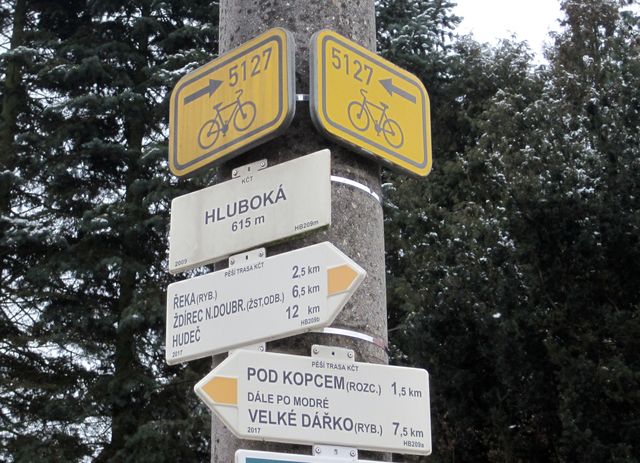 5127
5127
KČT
HLUBOKÁ
615 m
2009
HB209m
PĚŠÍ TRASA KČT
ŘEKA (RYB.) 2,5 km
ŽDÍREC N.DOUBR. (ŽST,ODB.) 6,5 km
HUDEČ 12 km
2017
HB209b
PĚŠÍ TRASA KČT
POD KOPCEM (ROZC.) 1,5 km
DÁLE PO MODRÉ
VELKÉ DÁŘKO (RYB.) 7,5 km
2017
HB209a